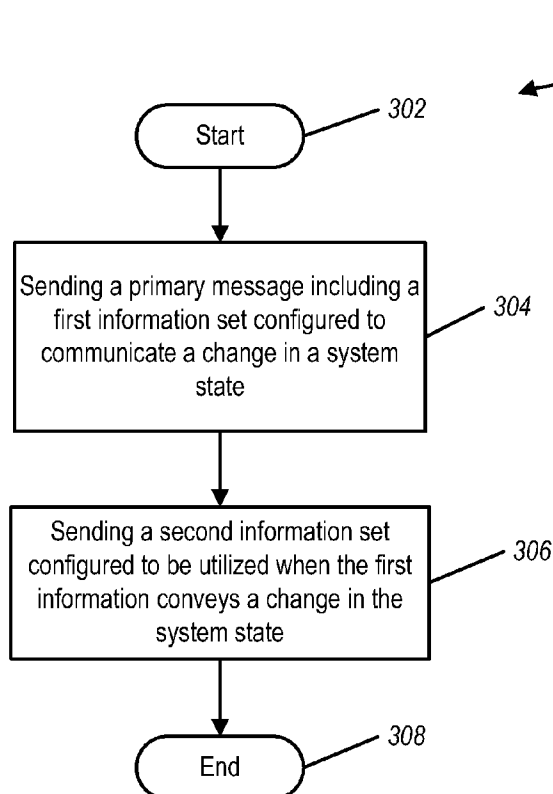 302
Start
Sending a primary message including a
first information set configured to
communicate a change in a system
state
304
Sending a second information set
configured to be utilized when the first
information conveys a change in the
system state
306
308
End